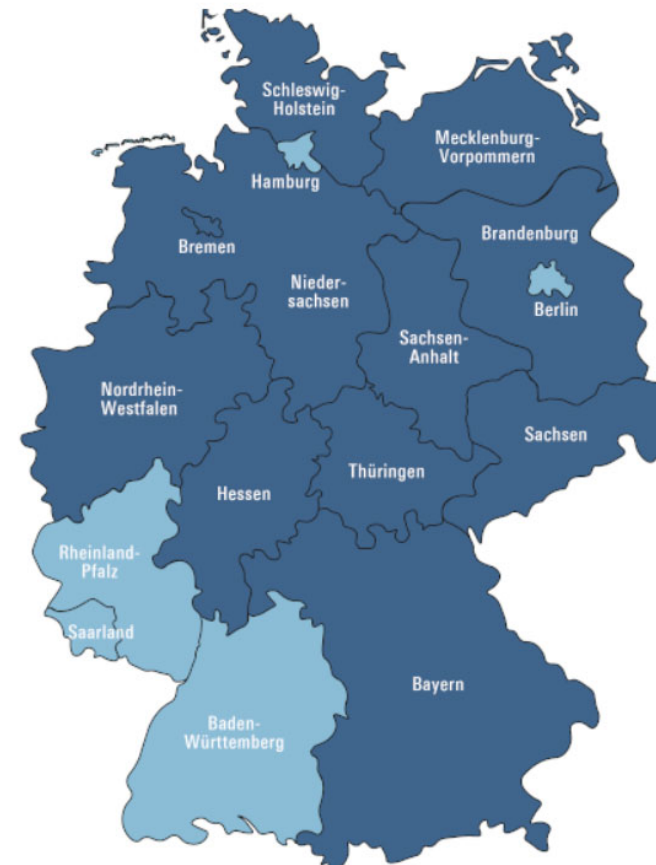 Schleswig-
Holstein
Mecklenburg-
Vorpommern
Hamburg
Bremen
Brandenburg
Nieder-
sachsen
Berlin
Sachsen-
Anhalt
Nordrhein-
Westfalen
Sachsen
Thüringen
Hessen
Rheinland-
Pfalz
Saarland
Bayern
Baden-
Württemberg